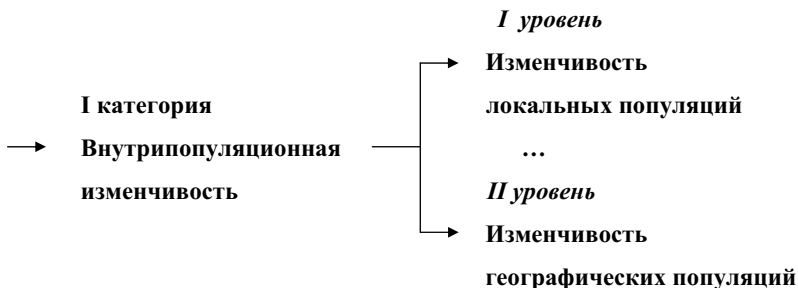 I категория
Внутрипопуляционная
изменчивость
I уровень
Изменчивость
локальных популяций
...
II уровень
Изменчивость
географических популяций